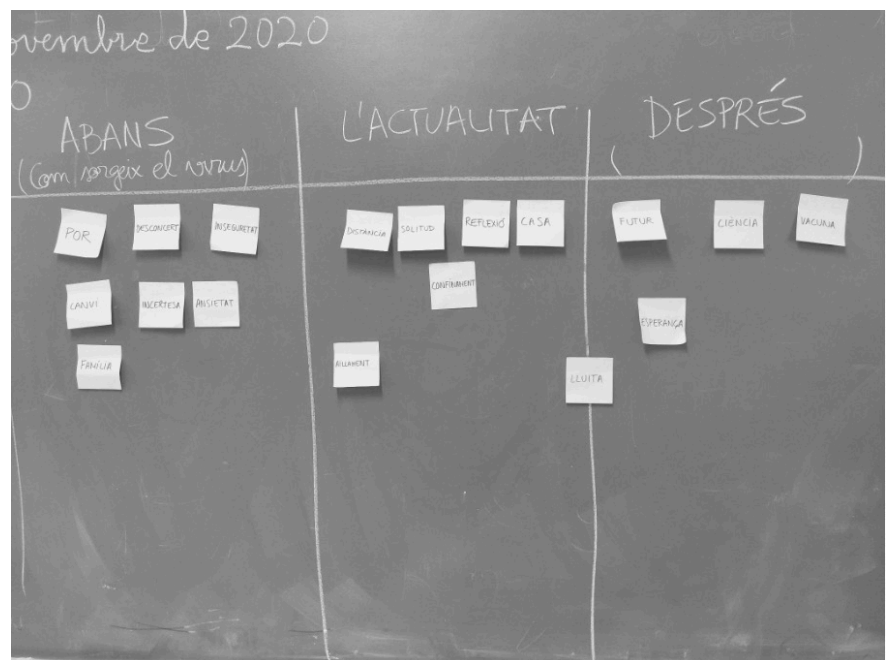 ovembre de 2020
0
ABANS
(Com sorgeix el virus)
L'ACTUALITAT
DESPRÉS
( )
POR
DESCONCERT
INSEGURETAT
CANVI
INCERTESA
ANSIETAT
FAMÍLIA
DISTÀNCIA
SOLITUD
REFLEXIÓ
CASA
CONFINAMENT
AÏLLAMENT
LLUITA
FUTUR
CIÈNCIA
VACUNA
ESPERANÇA